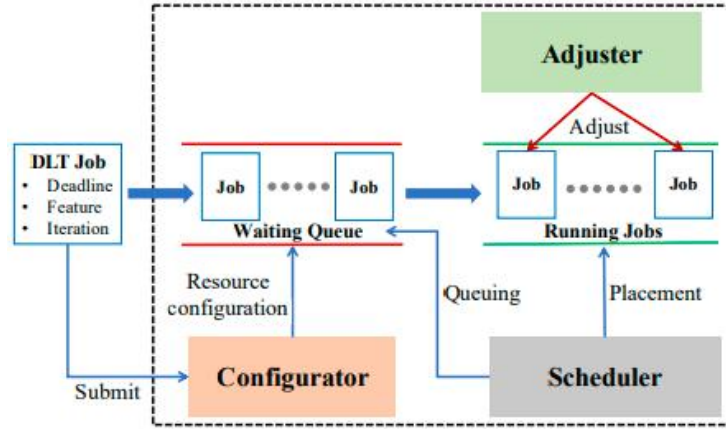 Adjuster
Adjust
DLT Job
• Deadline
• Feature
• Iteration
Job
Job
Waiting Queue
Job
Job
Running Jobs
Resource
configuration
Queuing
Placement
Submit
Configurator
Scheduler